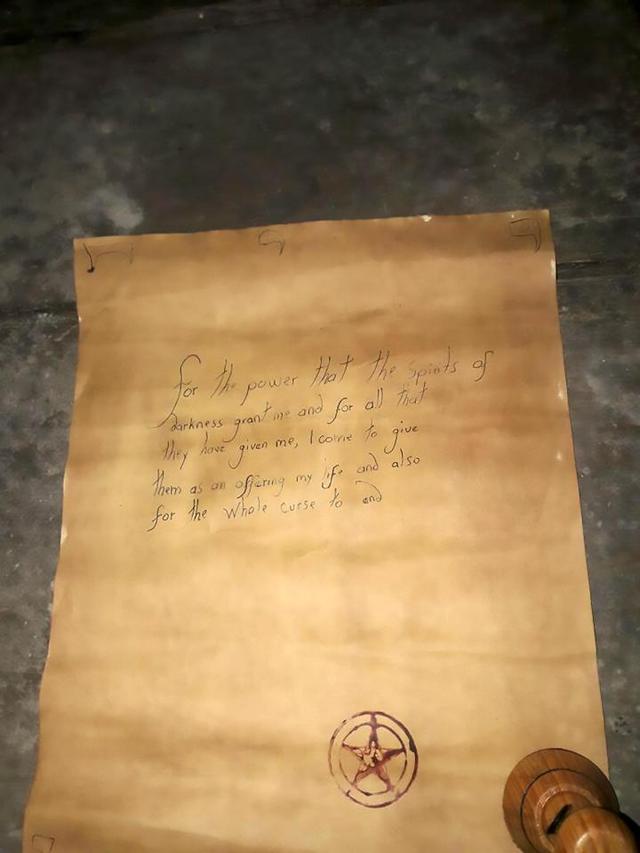 for the power that the spirits of
darkness grant me and for all that
they have given me, I come to give
them as an offering my life and also
for the whole curse to end